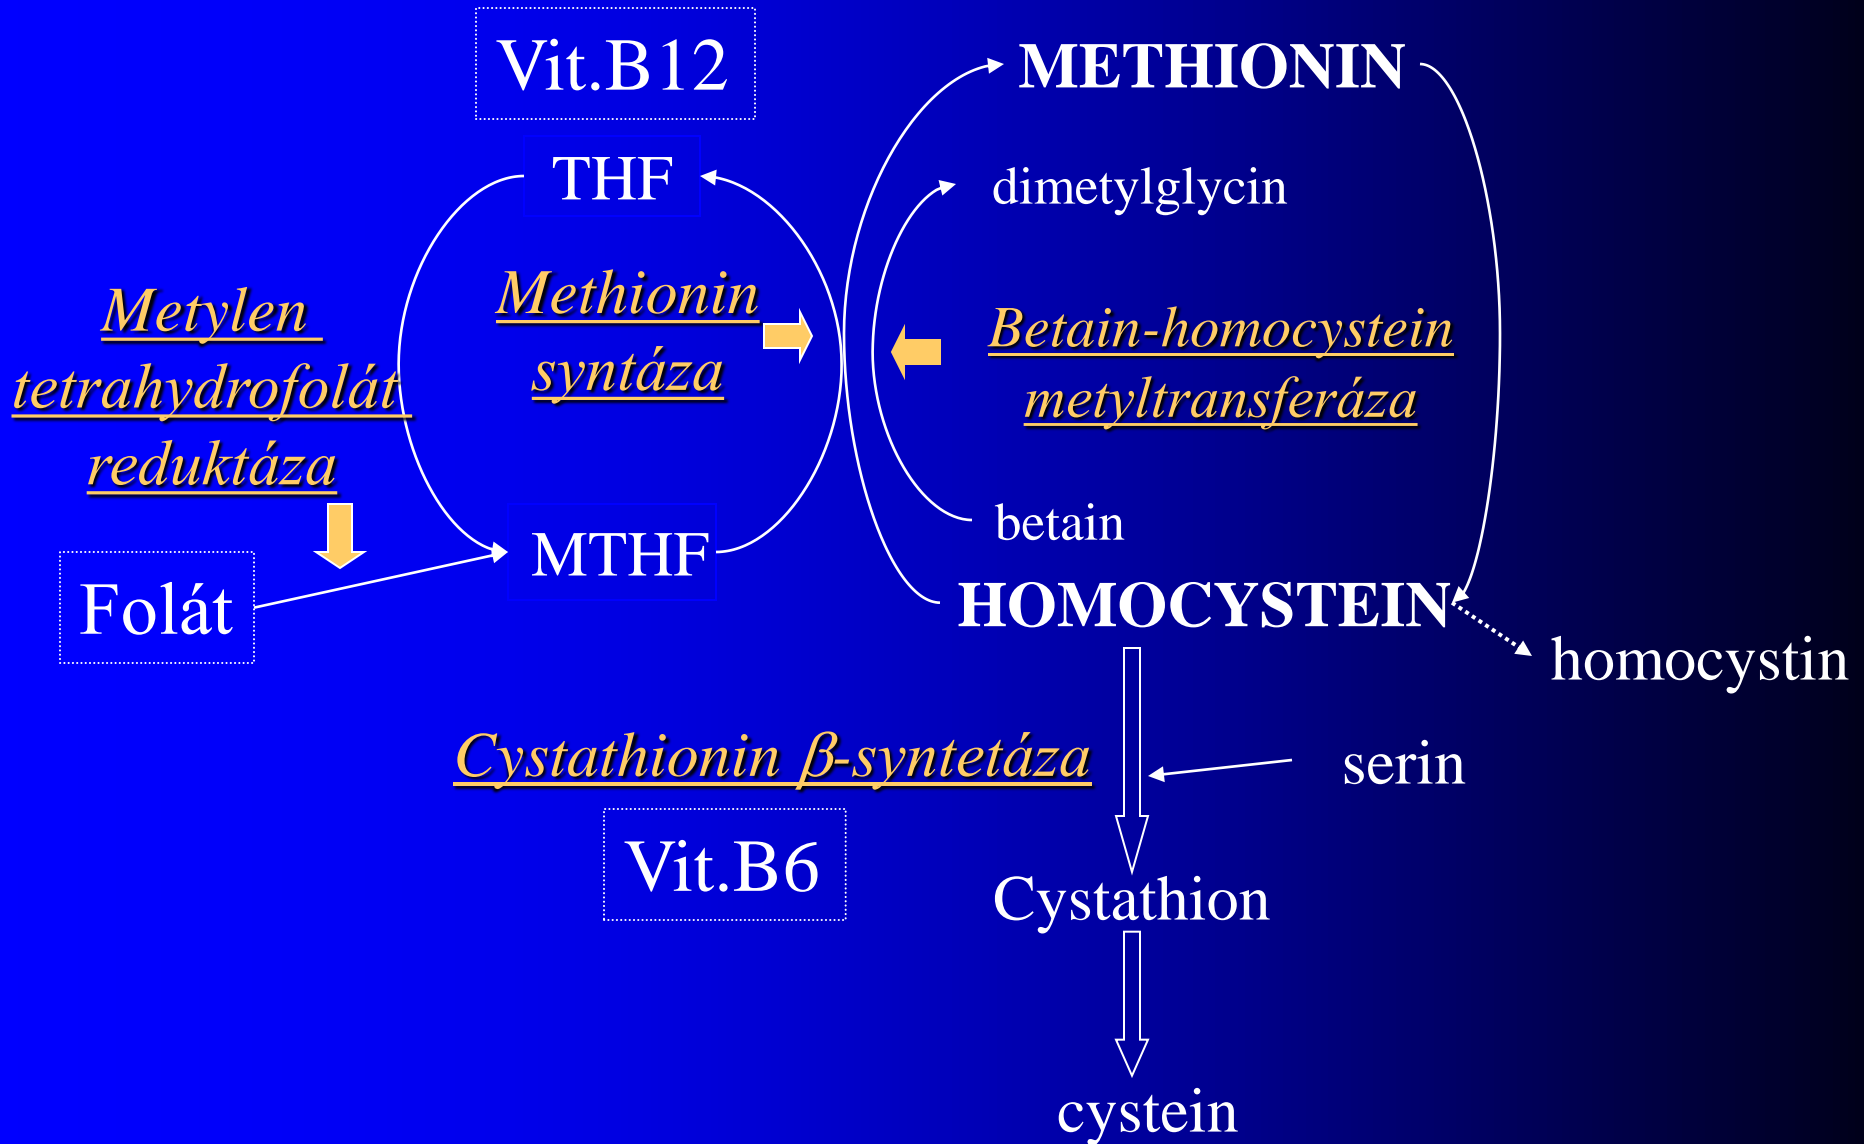 Vit.B12
METHIONIN
THF
dimetylglycin
Metylen
tetrahydrofolát
reduktáza
Methionin
syntáza
Betain-homocystein
metyltransferáza
betain
MTHF
Folát
HOMOCYSTEIN
homocystin
Cystathionin β-syntetáza
serin
Vit.B6
Cystathion
cystein